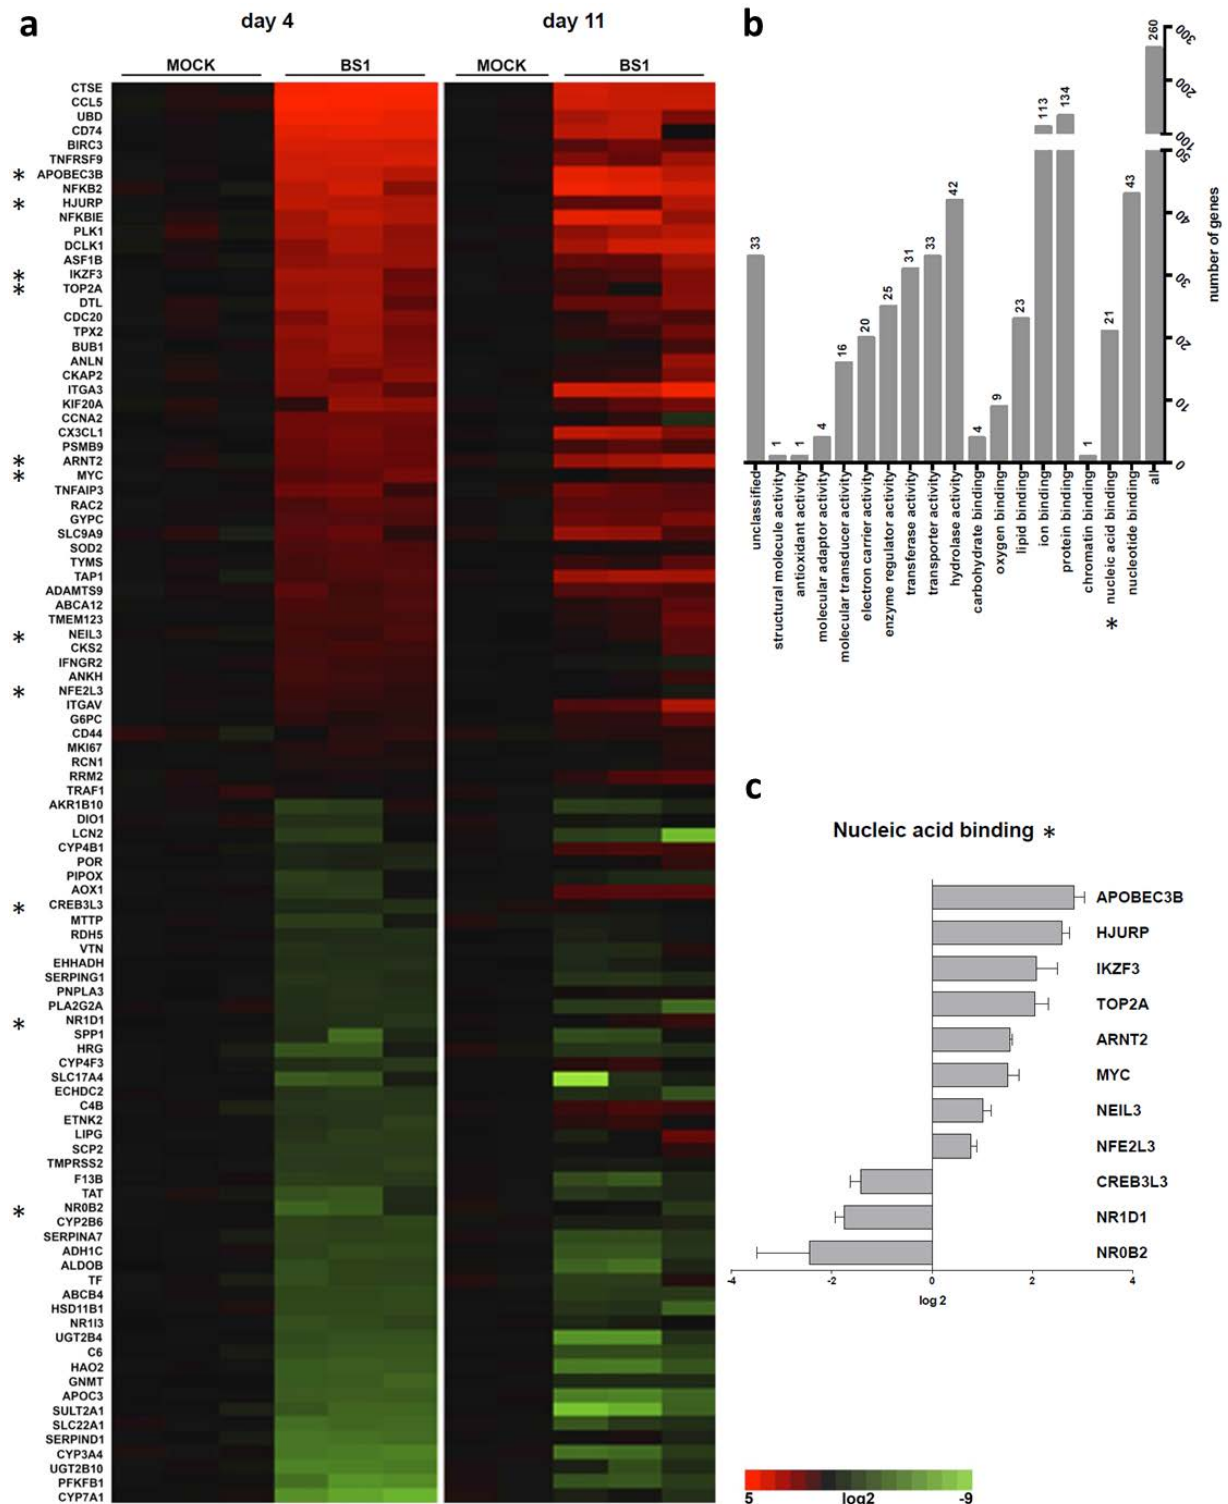 a
day 4
day 11
MOCK
BS1
MOCK
BS1
CTSE
CCL5
UBD
CD74
BIRC3
TNFRSF9
* APOBEC3B
NFKB2
* HJURP
NFKBIE
PLK1
DCLK1
ASF1B
* IKZF3
* TOP2A
DTL
CDC20
TPX2
BUB1
ANLN
CKAP2
ITGA3
KIF20A
CCNA2
CX3CL1
PSMB9
* ARNT2
* MYC
TNFAIP3
RAC2
GYPC
SLC9A9
SOD2
TYMS
TAP1
ADAMTS9
ABCA12
TMEM123
* NEIL3
CKS2
IFNGR2
ANKH
* NFE2L3
ITGAV
G6PC
CD44
MKI67
RCN1
RRM2
TRAF1
AKR1B10
DIO1
LCN2
CYP4B1
POR
PIPOX
AOX1
* CREB3L3
MTTP
RDH5
VTN
EHHADH
SERPING1
PNPLA3
PLA2G2A
* NR1D1
SPP1
HRG
CYP4F3
SLC17A4
ECHDC2
C4B
ETNK2
LIPG
SCP2
TMPRSS2
F13B
TAT
* NR0B2
CYP2B6
SERPINA7
ADH1C
ALDOB
TF
ABCB4
HSD11B1
NR1I3
UGT2B4
C6
HAO2
GNMT
APOC3
SULT2A1
SLC22A1
SERPIND1
CYP3A4
UGT2B10
PFKFB1
CYP7A1
b
33
1
1
4
16
20
25
31
33
42
4
9
23
113
134
1
21
43
260
300
200
100
50
40
30
20
10
0
number of genes
unclassified
structural molecule activity
antioxidant activity
molecular adaptor activity
molecular transducer activity
electron carrier activity
enzyme regulator activity
transferase activity
transporter activity
hydrolase activity
carbohydrate binding
oxygen binding
lipid binding
ion binding
protein binding
chromatin binding
* nucleic acid binding
nucleotide binding
all
c
Nucleic acid binding *
APOBEC3B
HJURP
IKZF3
TOP2A
ARNT2
MYC
NEIL3
NFE2L3
CREB3L3
NR1D1
NR0B2
-4 -2 0 2 4
log 2
5 log2 -9